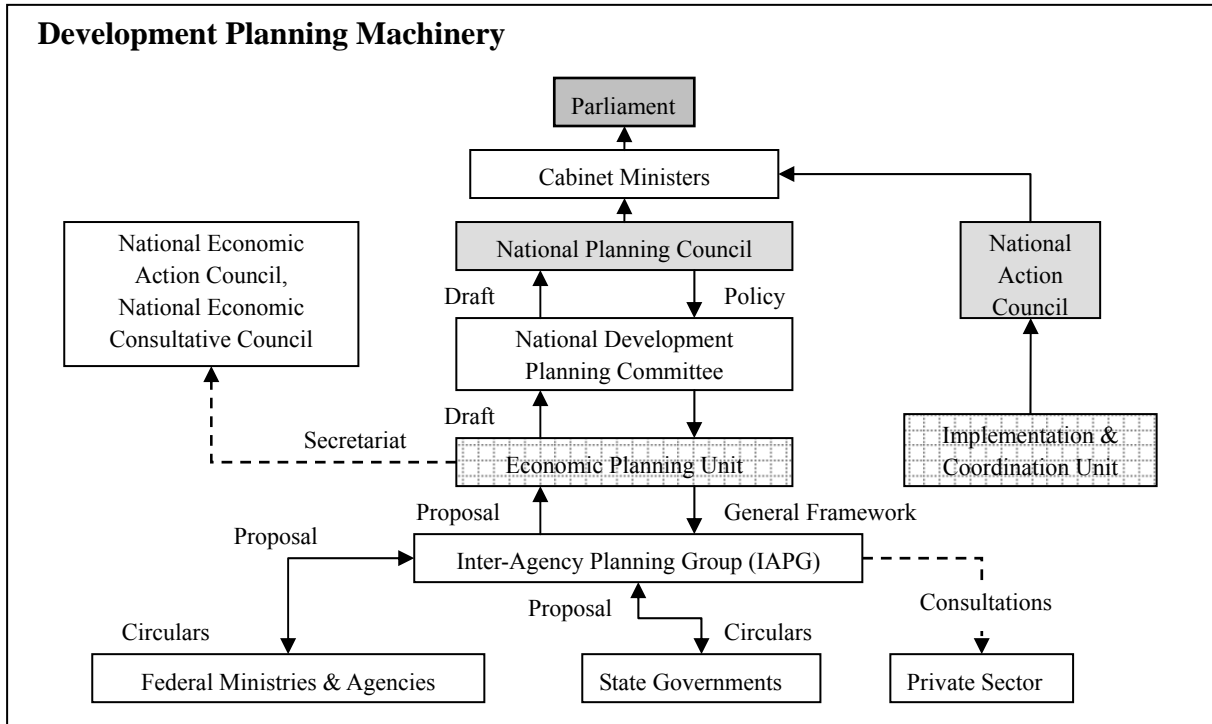 Development Planning Machinery
Parliament
Cabinet Ministers
National Economic
Action Council,
National Economic
Consultative Council
National Planning Council
National
Action
Council
Draft
Policy
National Development
Planning Committee
Draft
Secretariat
Economic Planning Unit
Implementation &
Coordination Unit
Proposal
General Framework
Proposal
Inter-Agency Planning Group (IAPG)
Proposal
Consultations
Circulars
Circulars
Federal Ministries & Agencies
State Governments
Private Sector